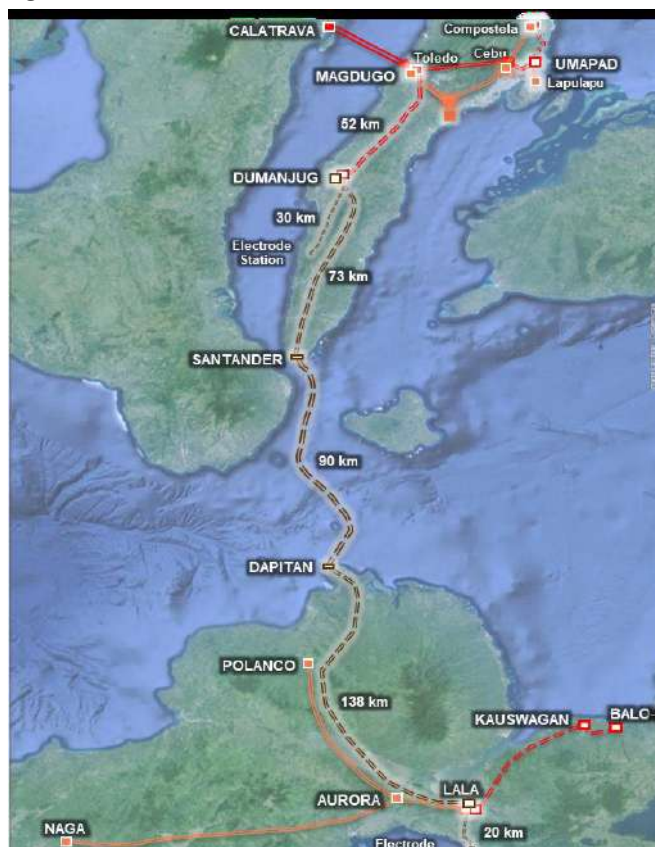 CALATRAVA
Compostela
Toledo
Cebu
UMAPAD
MAGDUGO
Lapulapu
52 km
DUMANJUG
30 km
Electrode
Station
73 km
SANTANDER
90 km
DAPITAN
POLANCO
138 km
KAUSWAGAN
BALO-
LALA
AURORA
20 km
NAGA
Electrode